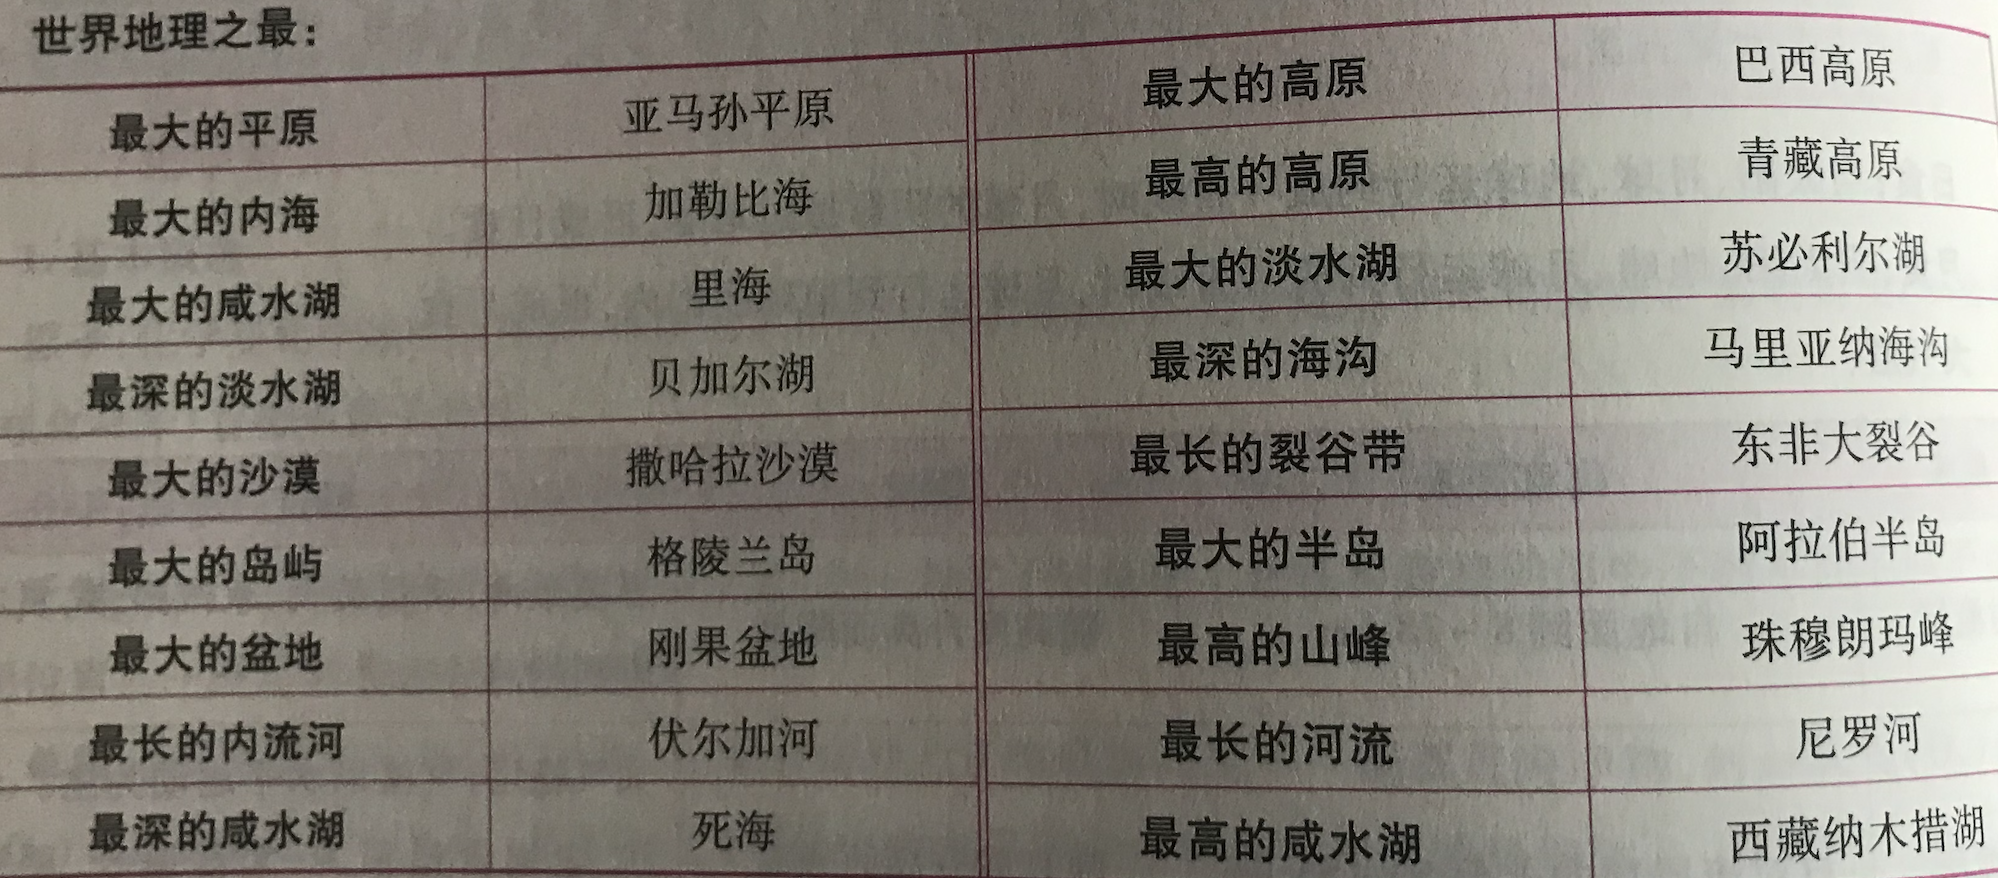 世界地理之最：
最大的平原 亚马孙平原 最大的高原 巴西高原
最大的内海 加勒比海 最高的高原 青藏高原
最大的咸水湖 里海 最大的淡水湖 苏必利尔湖
最深的淡水湖 贝加尔湖 最深的海沟 马里亚纳海沟
最大的沙漠 撒哈拉沙漠 最长的裂谷带 东非大裂谷
最大的岛屿 格陵兰岛 最大的半岛 阿拉伯半岛
最大的盆地 刚果盆地 最高的山峰 珠穆朗玛峰
最长的内流河 伏尔加河 最长的河流 尼罗河
最深的咸水湖 死海 最高的咸水湖 西藏纳木措湖